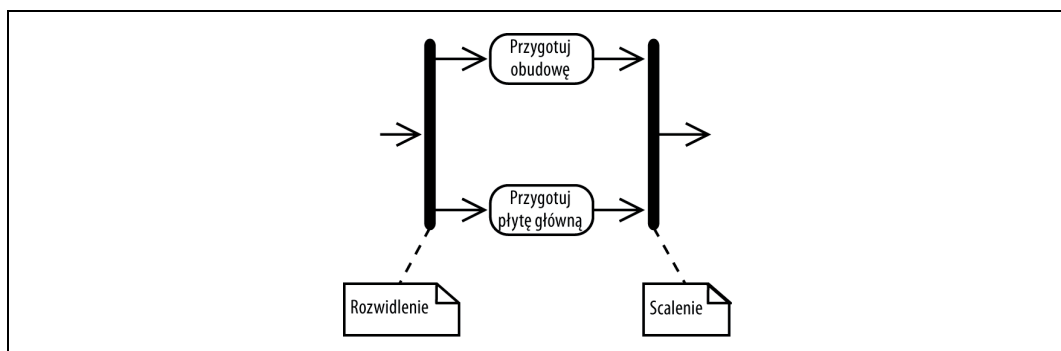 Przygotuj
obudowę
Przygotuj
płytę główną
Rozwidlenie
Scalenie